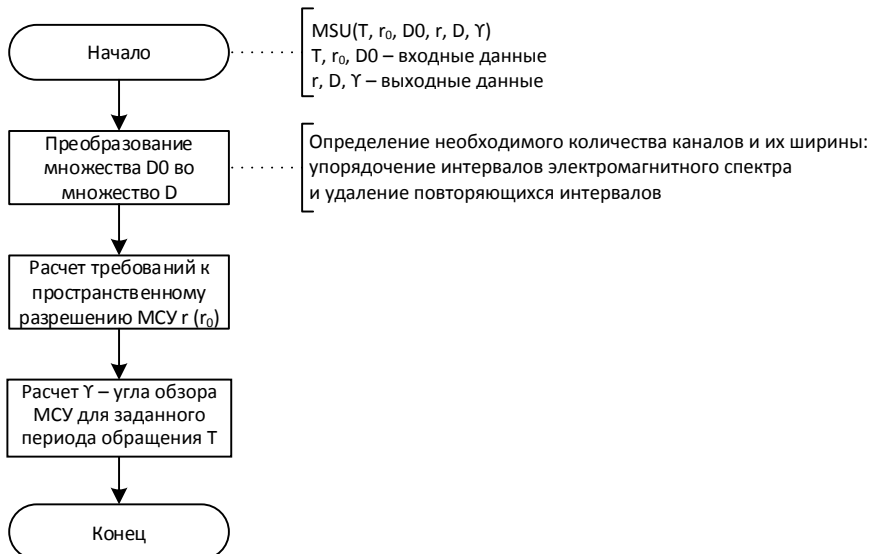 Начало
MSU(T, r₀, D0, r, D, ϒ)
T, r₀, D0 – входные данные
r, D, ϒ – выходные данные
Преобразование
множества D0 во
множество D
Определение необходимого количества каналов и их ширины:
упорядочение интервалов электромагнитного спектра
и удаление повторяющихся интервалов
Расчет требований к
пространственному
разрешению МСУ r (r₀)
Расчет ϒ – угла обзора
МСУ для заданного
периода обращения T
Конец